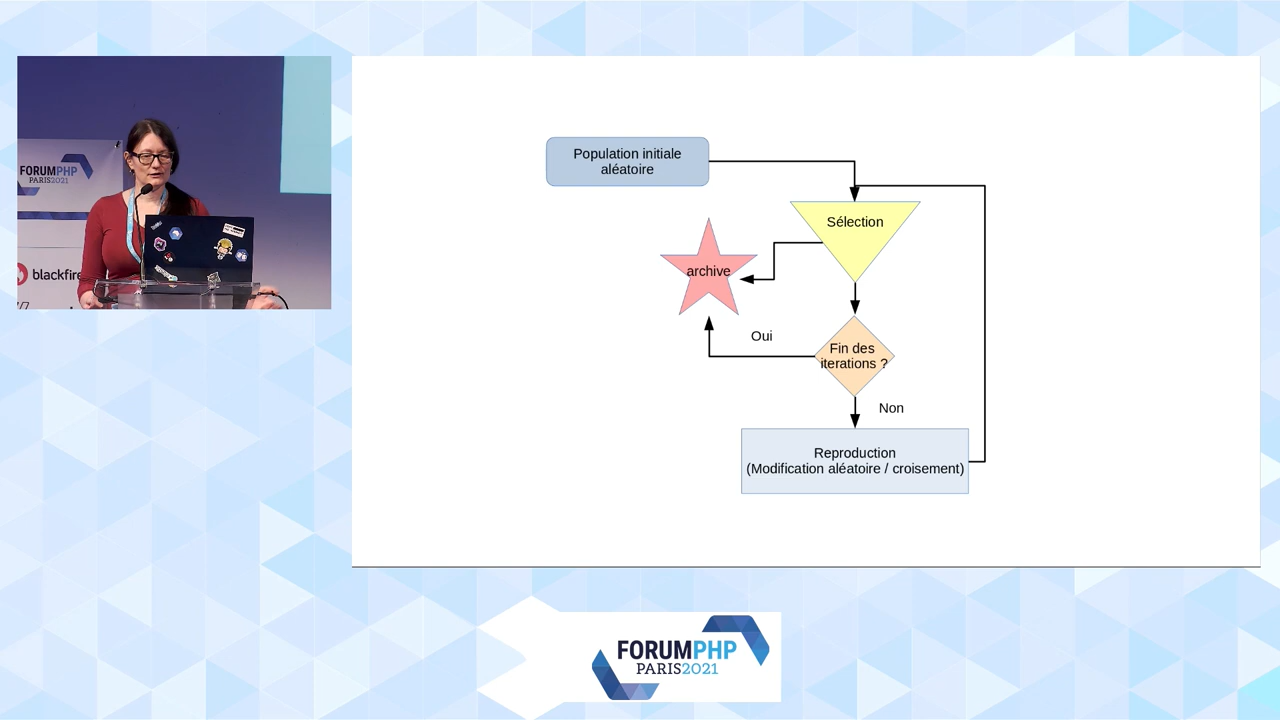 FORUMPHP
PARIS2021
blackfire
Population initiale
aléatoire
Sélection
archive
Oui
Fin des
iterations ?
Non
Reproduction
(Modification aléatoire / croisement)
FORUMPHP
PARIS2021